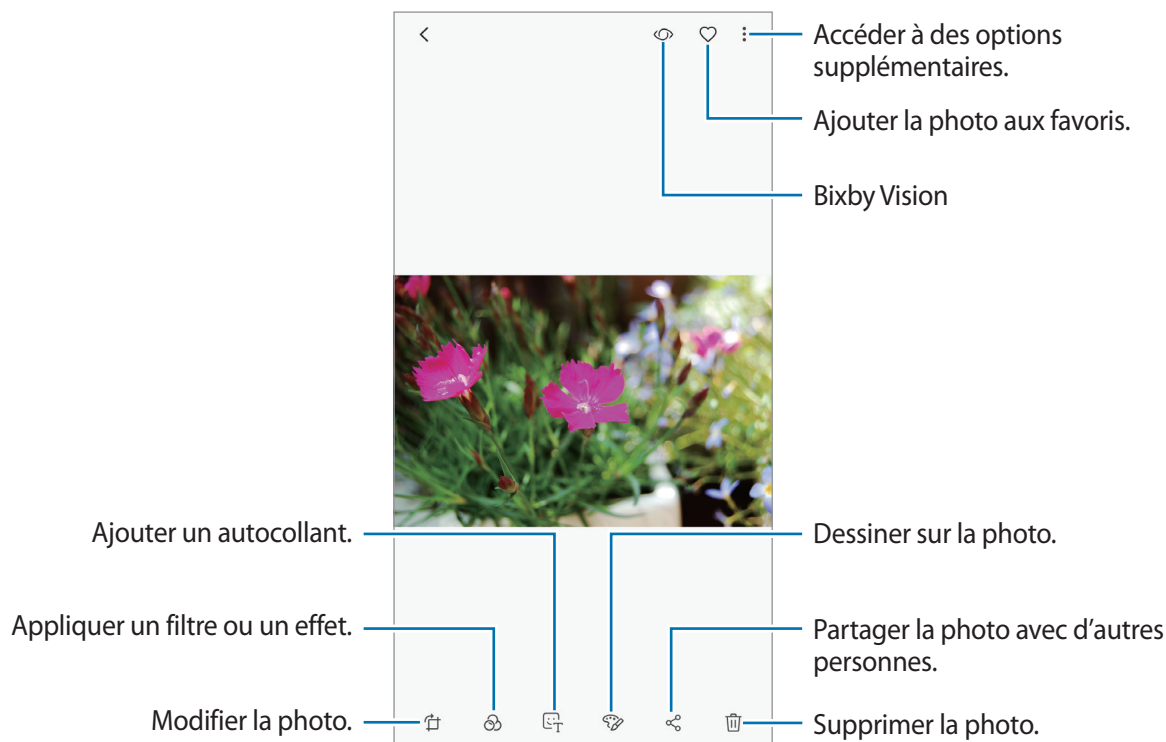 Accéder à des options
supplémentaires.
Ajouter la photo aux favoris.
Bixby Vision
Ajouter un autocollant.
Dessiner sur la photo.
Appliquer un filtre ou un effet.
Partager la photo avec d’autres
personnes.
Modifier la photo.
Supprimer la photo.